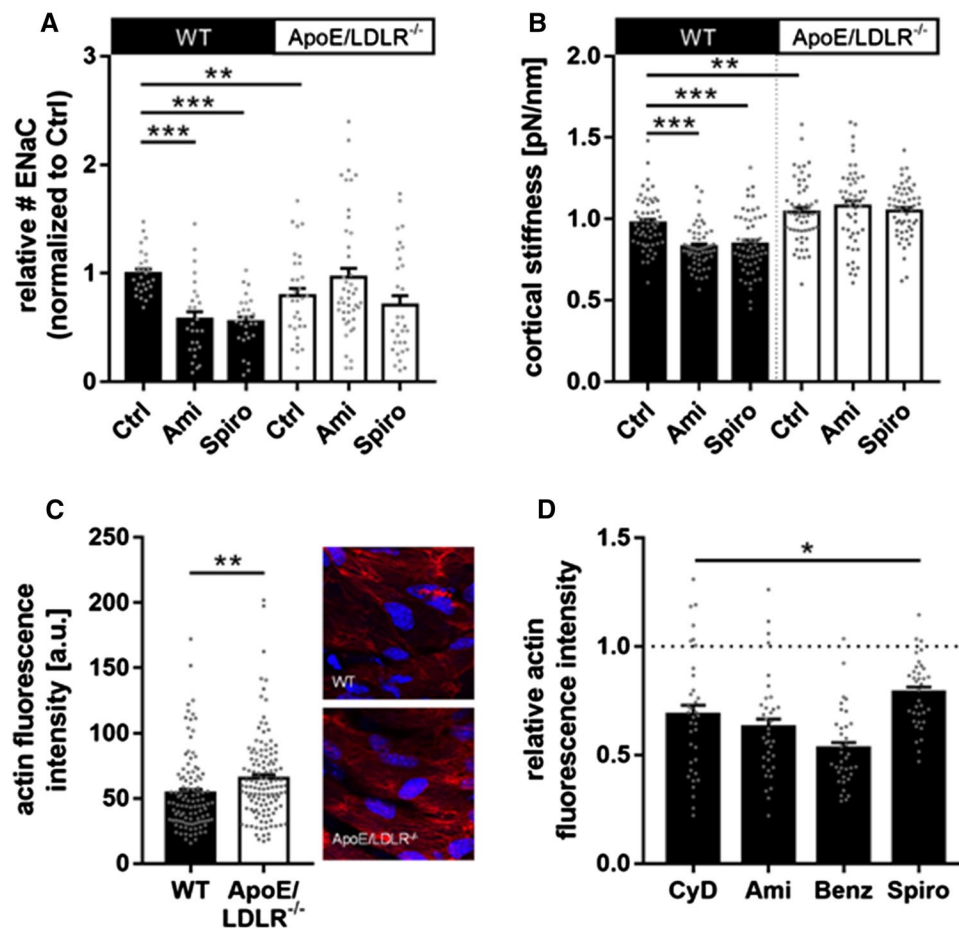 A
WT
ApoE/LDLR-/-
relative # ENaC
(normalized to Ctrl)
3
2
1
0
**
***
***
Ctrl
Ami
Spiro
Ctrl
Ami
Spiro
B
WT
ApoE/LDLR-/-
cortical stiffness [pN/nm]
2.0
1.5
1.0
0.5
0.0
**
***
***
Ctrl
Ami
Spiro
Ctrl
Ami
Spiro
C
actin fluorescence
intensity [a.u.]
250
200
150
100
50
0
**
WT
ApoE/
LDLR-/-
WT
ApoE/LDLR-/-
D
relative actin
fluorescence intensity
1.5
1.0
0.5
0.0
*
CyD
Ami
Benz
Spiro